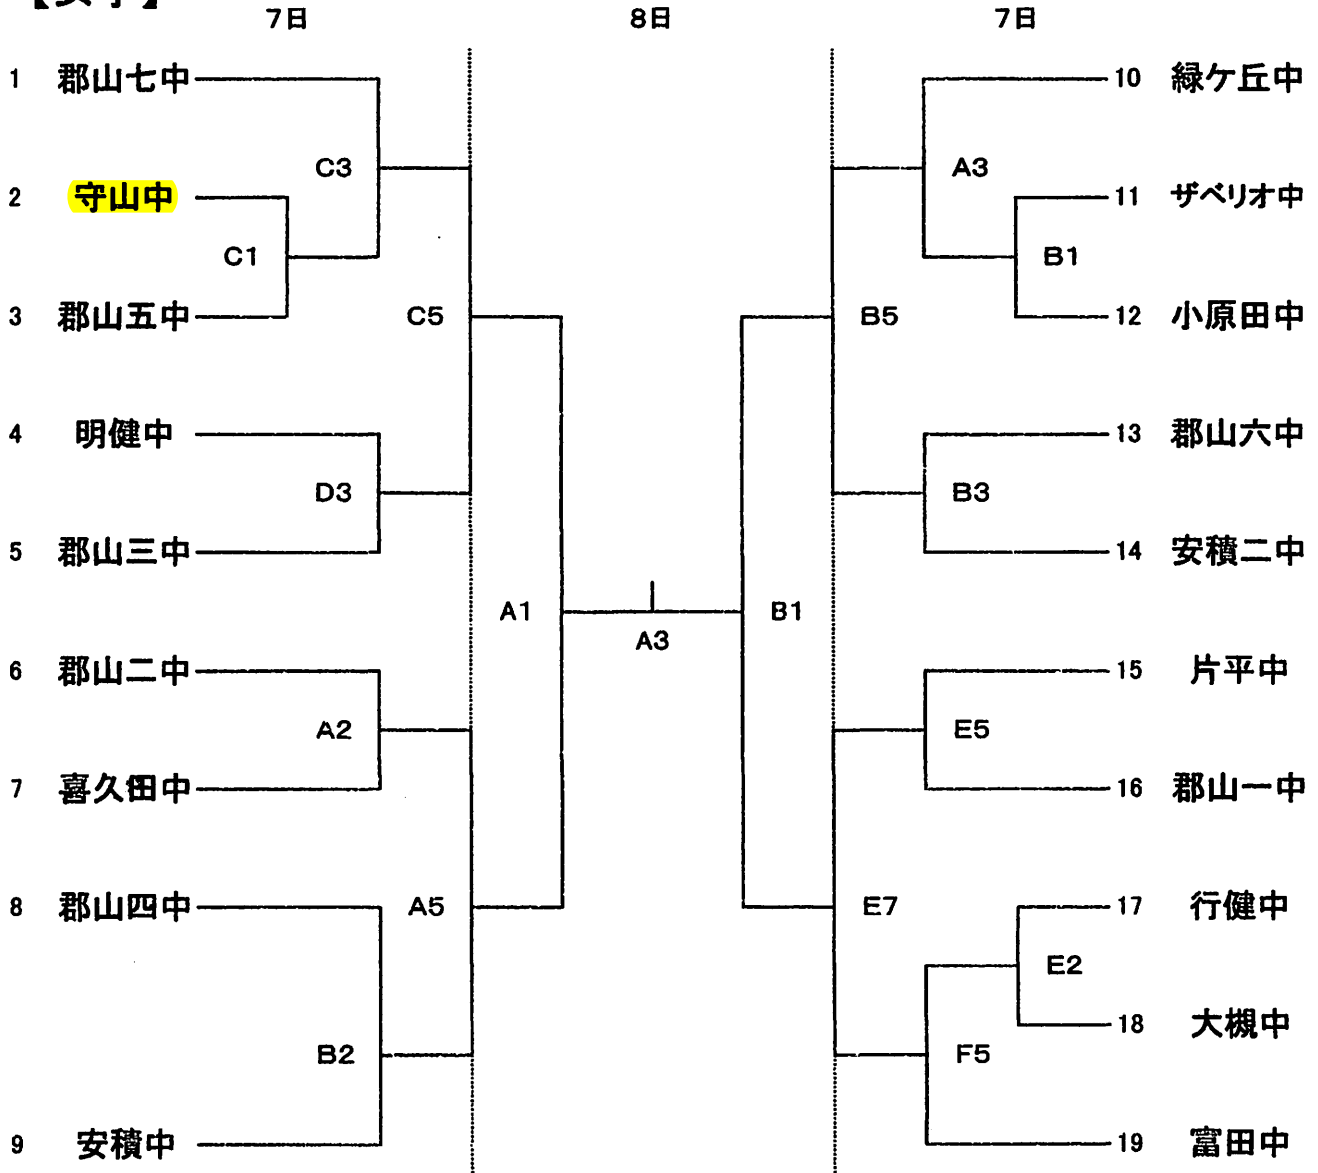 7日 8日 7日
1 郡山七中
2 守山中
3 郡山五中
4 明健中
5 郡山三中
6 郡山二中
7 喜久田中
8 郡山四中
9 安積中
C3
C1
C5
D3
A1
A2
A5
B2
A3
10 緑ケ丘中
11 ザベリオ中
12 小原田中
13 郡山六中
14 安積二中
15 片平中
16 郡山一中
17 行健中
18 大槻中
19 富田中
A3
B1
B5
B3
B1
E5
E7
E2
F5